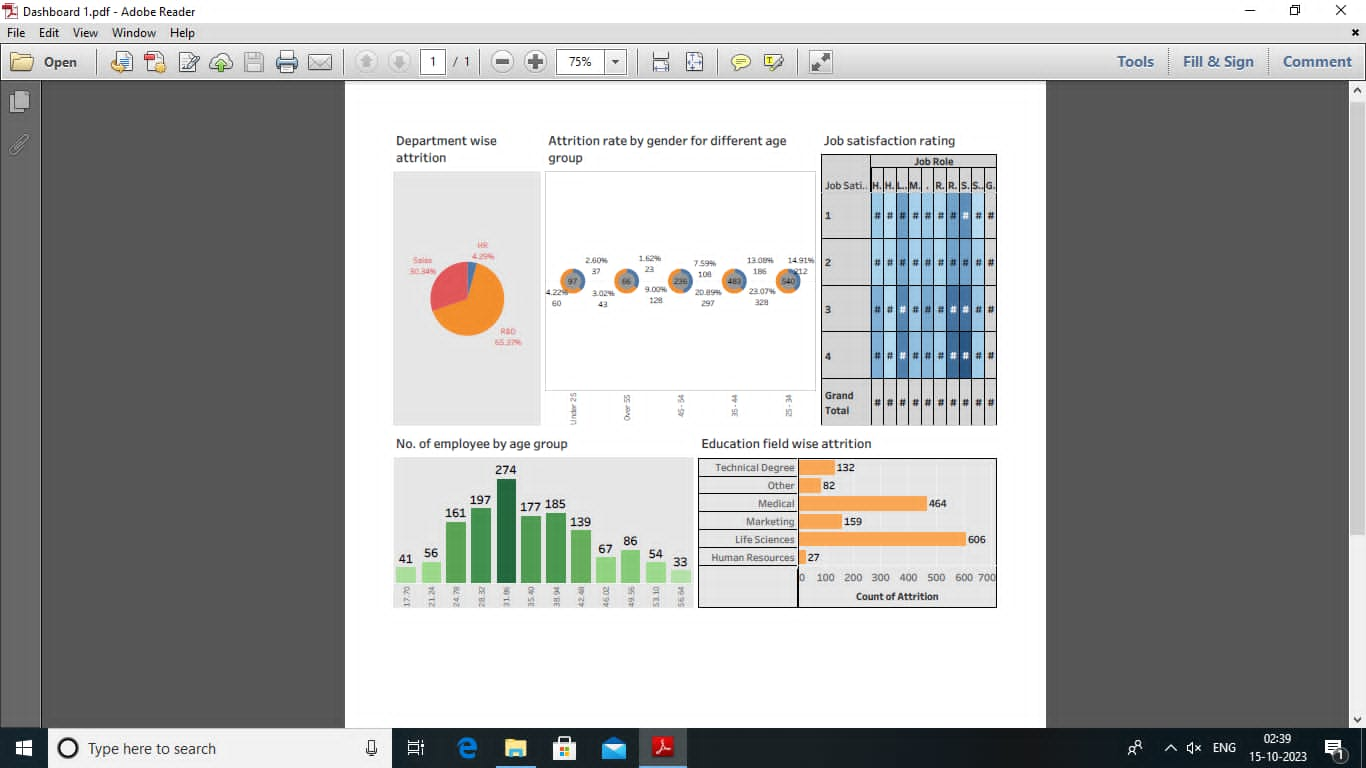 Dashboard 1.pdf - Adobe Reader
File Edit View Window Help
Open 1 / 1 75% Tools Fill & Sign Comment
Department wise
attrition
HR
4.29%
Sales
30.34%
R&D
65.37%
Attrition rate by gender for different age
group
2.60%
37
97
4.22%
60
1.62%
23
66
3.02%
43
7.59%
108
236
9.00%
128
13.08%
186
483
20.89%
297
14.91%
212
540
23.07%
328
Under 25
Over 55
45 - 54
35 - 44
25 - 34
Job satisfaction rating
Job Role
Job Sati.. H. H. L.. M. . R. R. S. S.. G.
1 # # # # # # # # # #
2 # # # # # # # # # #
3 # # # # # # # # # #
4 # # # # # # # # # #
Grand
Total # # # # # # # # # #
No. of employee by age group
41 56 161 197 274 177 185 139 67 86 54 33
17.70 21.24 24.78 28.32 31.86 35.40 38.94 42.48 46.02 49.56 53.10 56.64
Education field wise attrition
Technical Degree 132
Other 82
Medical 464
Marketing 159
Life Sciences 606
Human Resources 27
0 100 200 300 400 500 600 700
Count of Attrition
Type here to search
ENG
02:39
15-10-2023
1